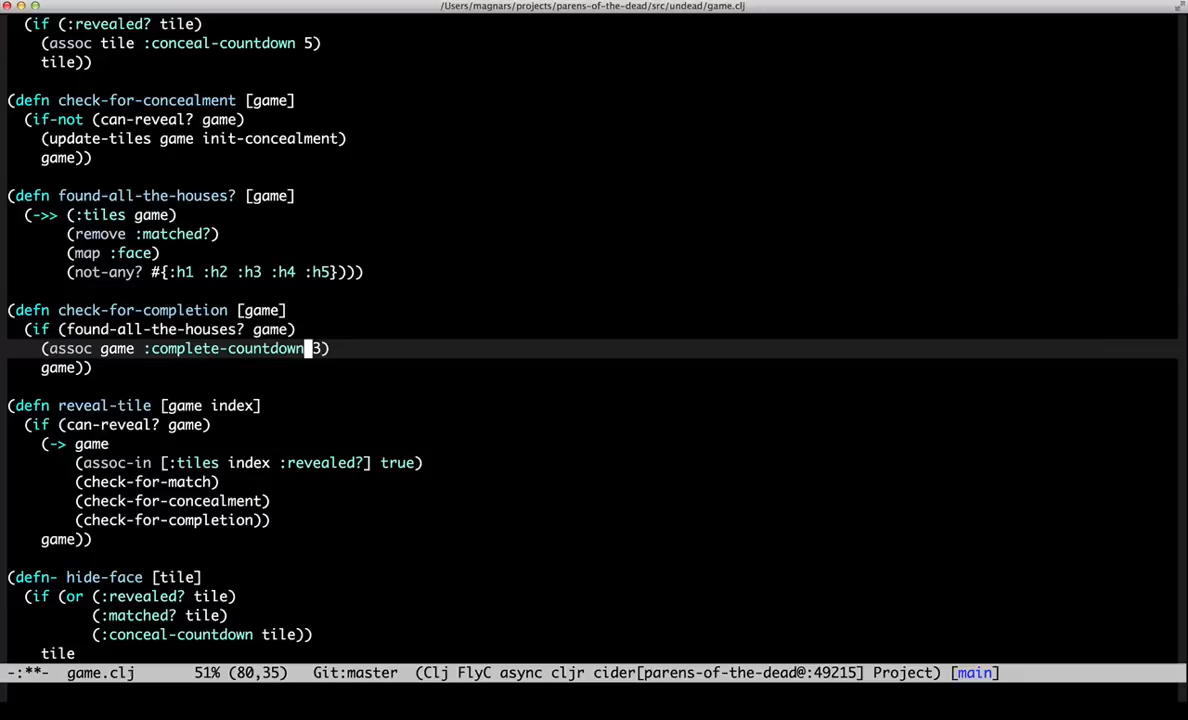 /Users/magnars/projects/parens-of-the-dead/src/undead/game.clj
(if (:revealed? tile)
(assoc tile :conceal-countdown 5)
tile))
(defn check-for-concealment [game]
(if-not (can-reveal? game)
(update-tiles game init-concealment)
game))
(defn found-all-the-houses? [game]
(->> (:tiles game)
(remove :matched?)
(map :face)
(not-any? #{:h1 :h2 :h3 :h4 :h5})))
(defn check-for-completion [game]
(if (found-all-the-houses? game)
(assoc game :complete-countdown 3)
game))
(defn reveal-tile [game index]
(if (can-reveal? game)
(-> game
(assoc-in [:tiles index :revealed?] true)
(check-for-match)
(check-for-concealment)
(check-for-completion))
game))
(defn- hide-face [tile]
(if (or (:revealed? tile)
(:matched? tile)
(:conceal-countdown tile))
tile
-:**-  game.clj       51% (80,35)   Git:master  (Clj FlyC async cljr cider[parens-of-the-dead@:49215] Project) [main]